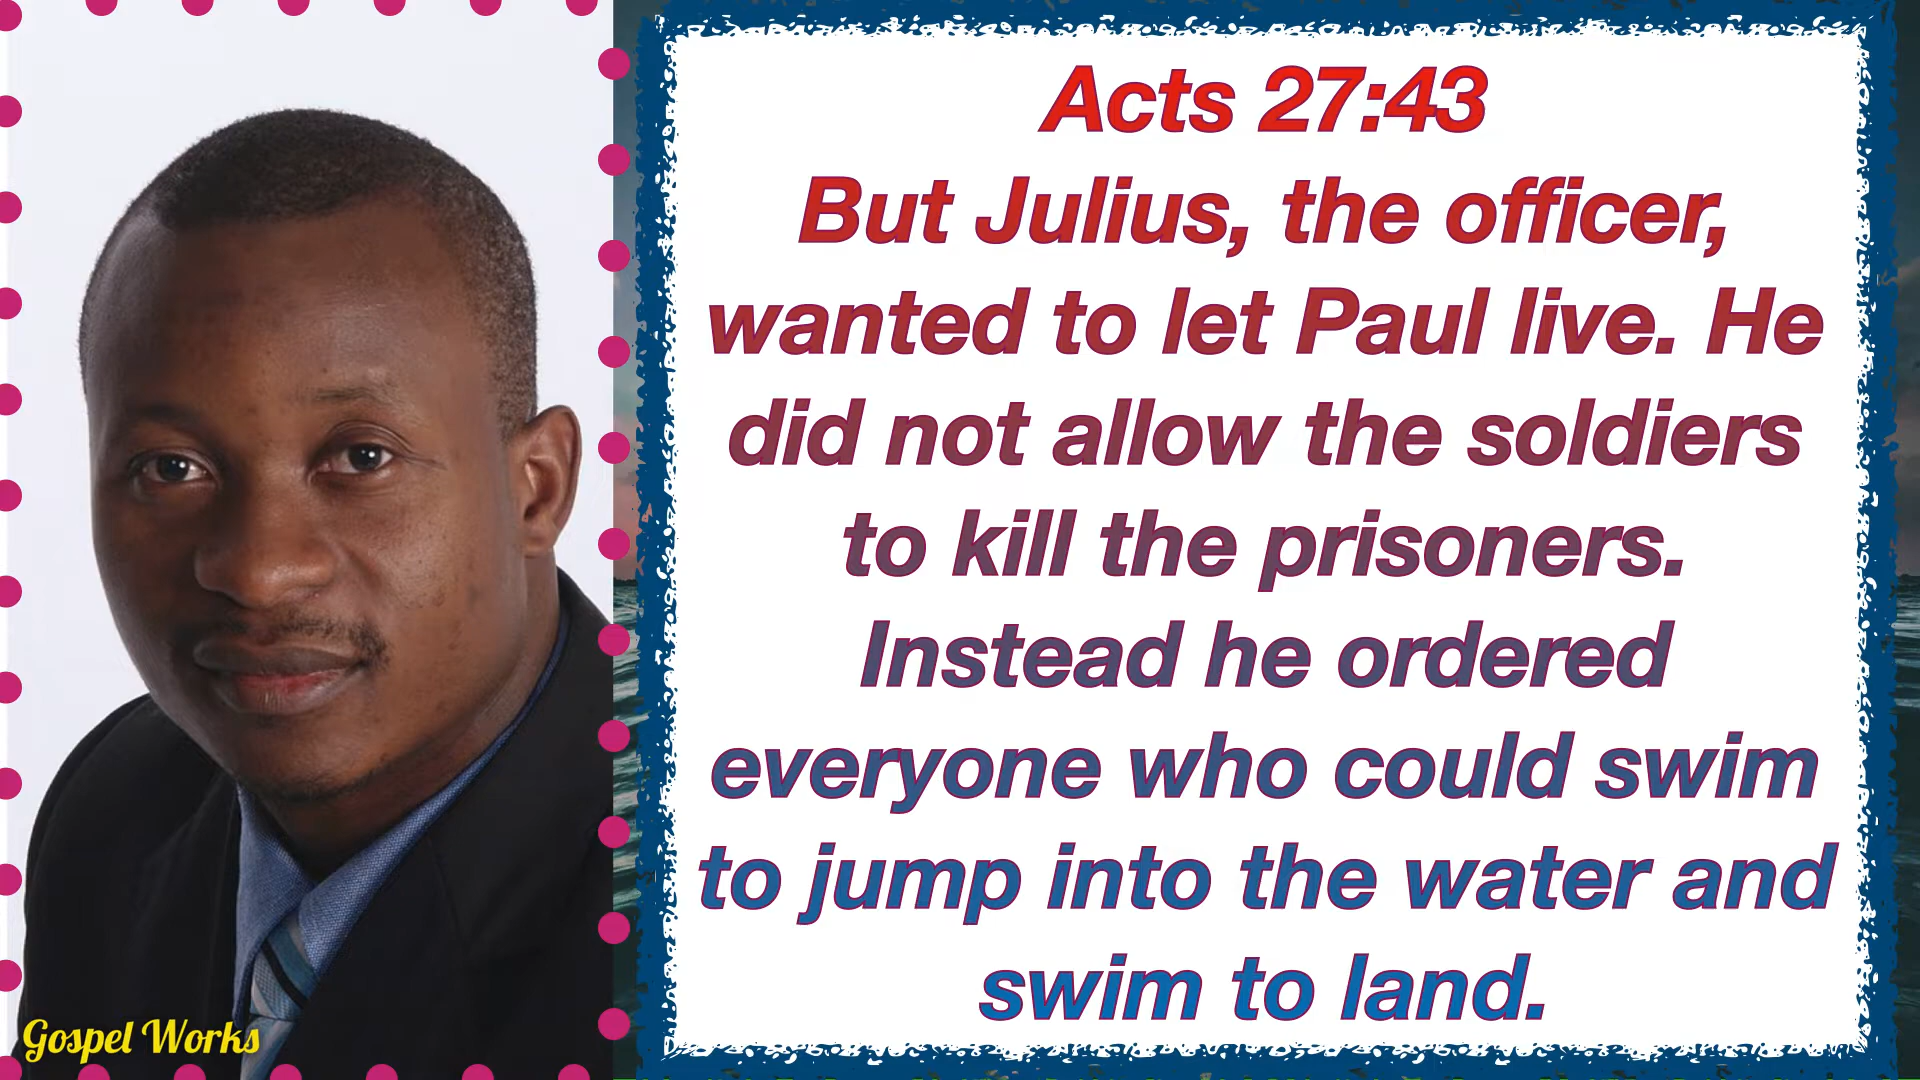 Acts 27:43
But Julius, the officer,
wanted to let Paul live. He
did not allow the soldiers
to kill the prisoners.
Instead he ordered
everyone who could swim
to jump into the water and
swim to land.
Gospel Works